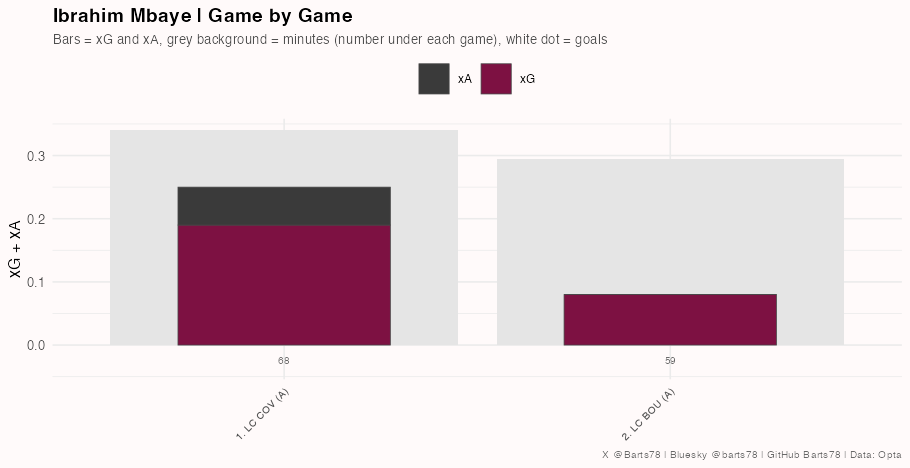 Ibrahim Mbaye | Game by Game
Bars = xG and xA, grey background = minutes (number under each game), white dot = goals
xA xG
xG + xA
0.3
0.2
0.1
0.0
68 59
1. LC COV (A) 2. LC BOU (A)
X @Barts78 | Bluesky @barts78 | GitHub Barts78 | Data: Opta